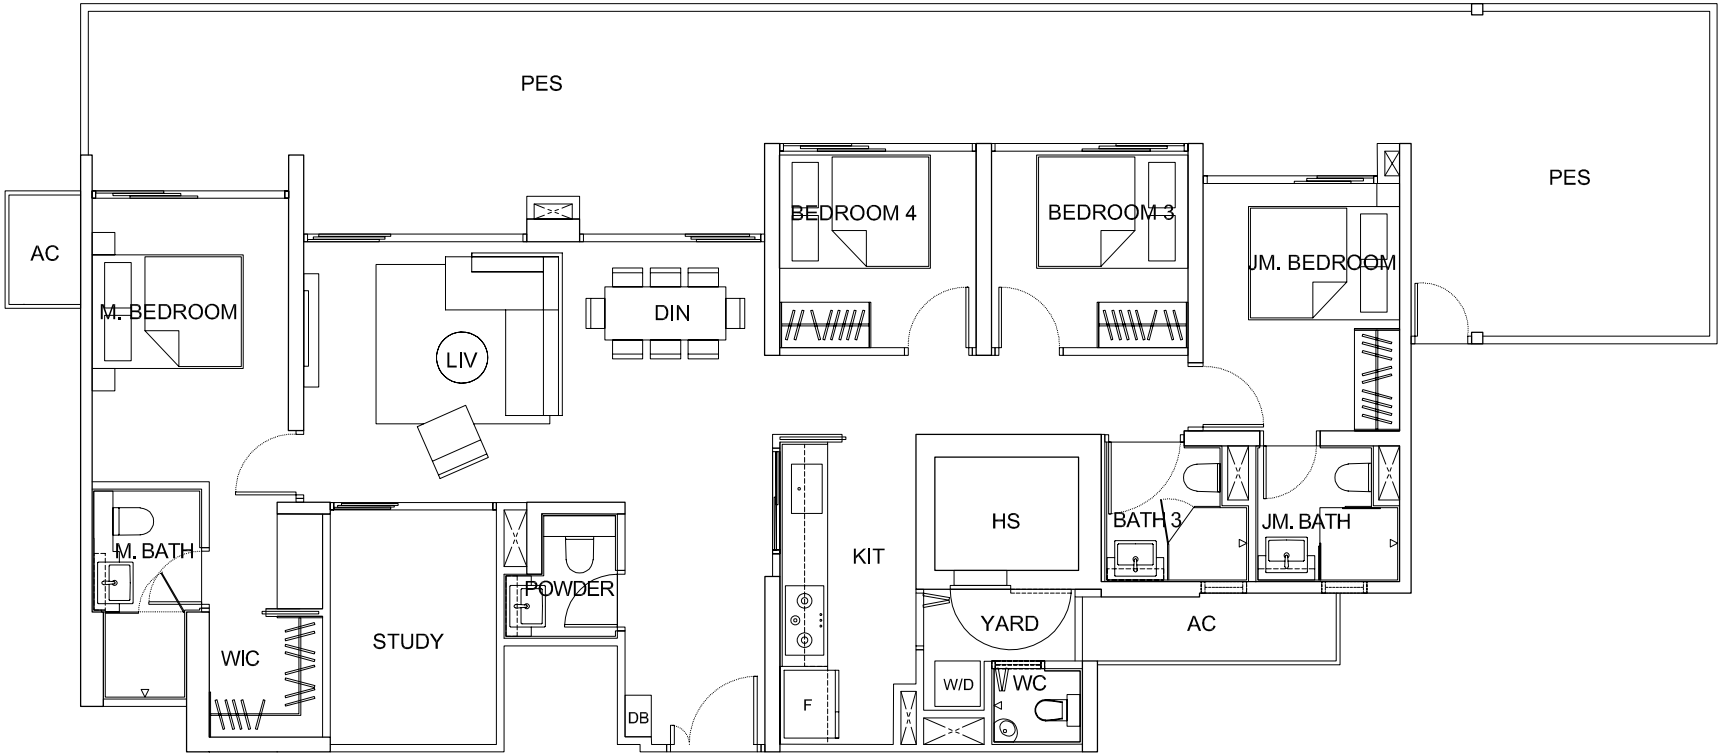 PES
PES
BEDROOM 4
BEDROOM 3
AC
JM. BEDROOM
M. BEDROOM
DIN
LIV
HS
BATH 3
JM. BATH
M. BATH
KIT
POWDER
YARD
AC
STUDY
WIC
W/D
WC
F
DB